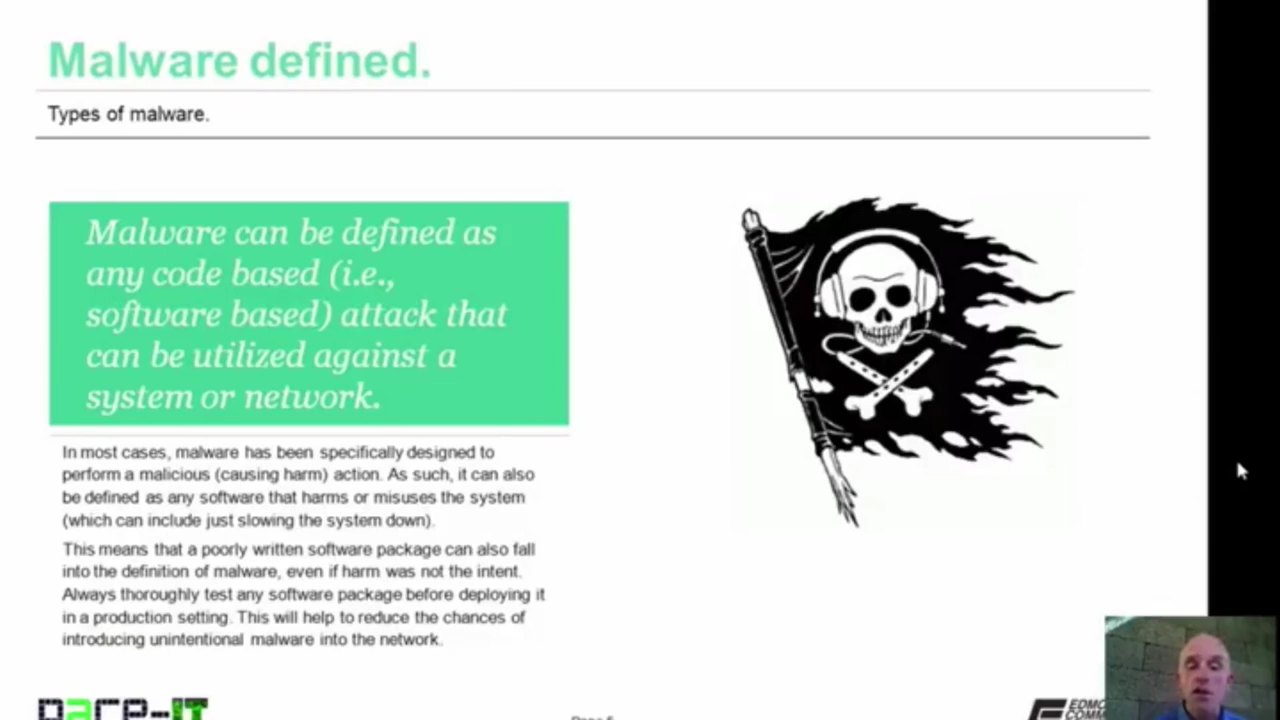 Malware defined.
Types of malware.
Malware can be defined as
any code based (i.e.,
software based) attack that
can be utilized against a
system or network.
In most cases, malware has been specifically designed to
perform a malicious (causing harm) action. As such, it can also
be defined as any software that harms or misuses the system
(which can include just slowing the system down).
This means that a poorly written software package can also fall
into the definition of malware, even if harm was not the intent.
Always thoroughly test any software package before deploying it
in a production setting. This will help to reduce the chances of
introducing unintentional malware into the network.
pace-IT